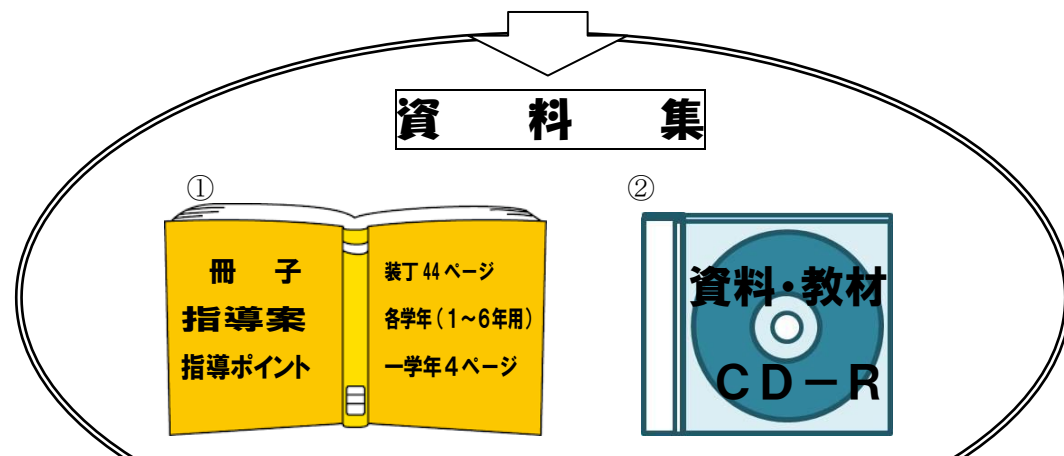 資 料 集
①
冊 子
指導案
指導ポイント
装丁44ページ
各学年(1~6年用)
一学年4ページ
②
資料・教材
CD-R